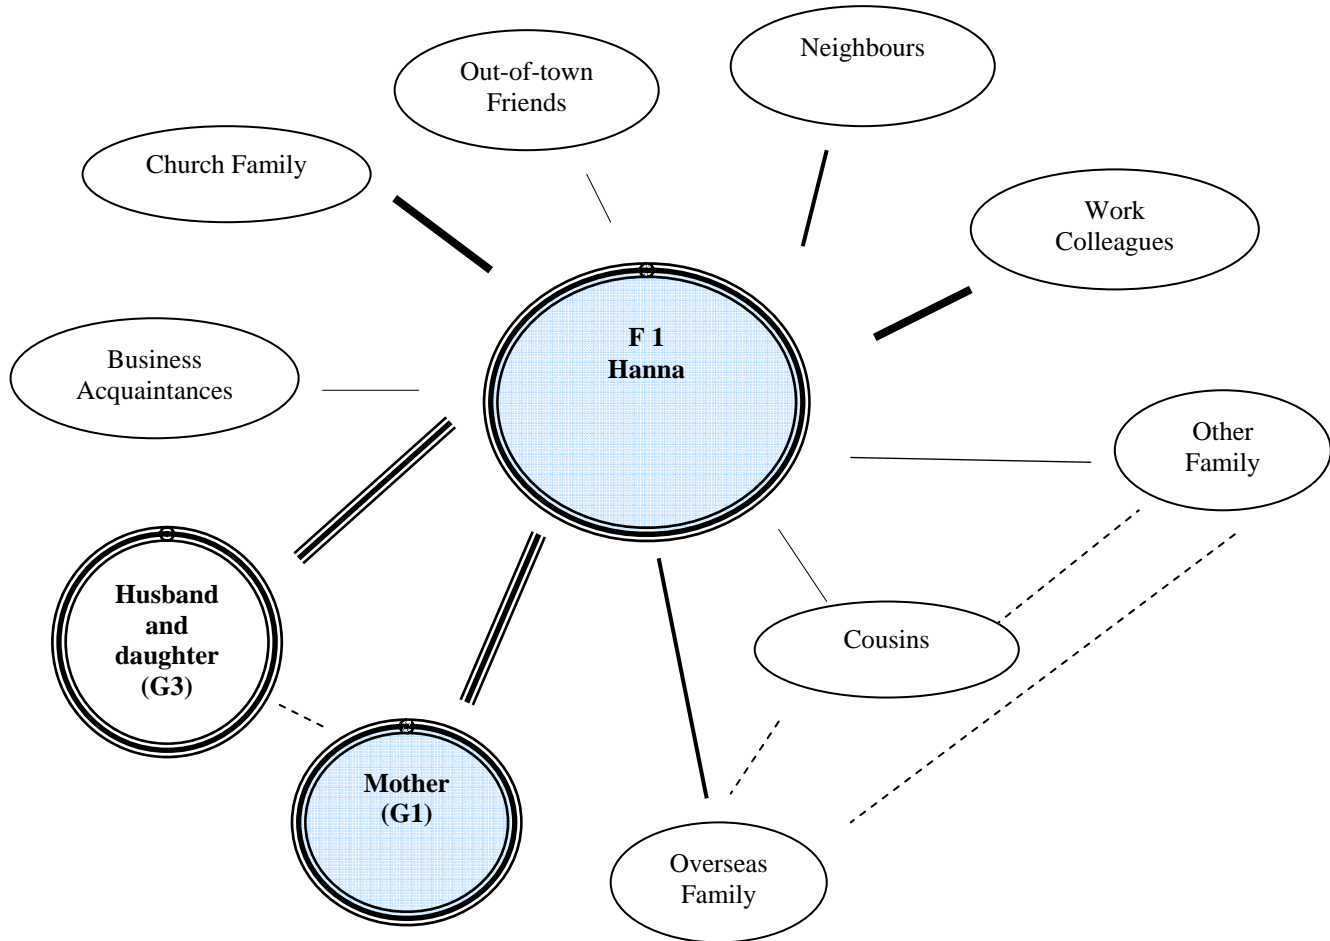 Neighbours
Out-of-town
Friends
Church Family
Work
Colleagues
F 1
Hanna
Business
Acquaintances
Other
Family
Husband
and
daughter
(G3)
Cousins
Mother
(G1)
Overseas
Family